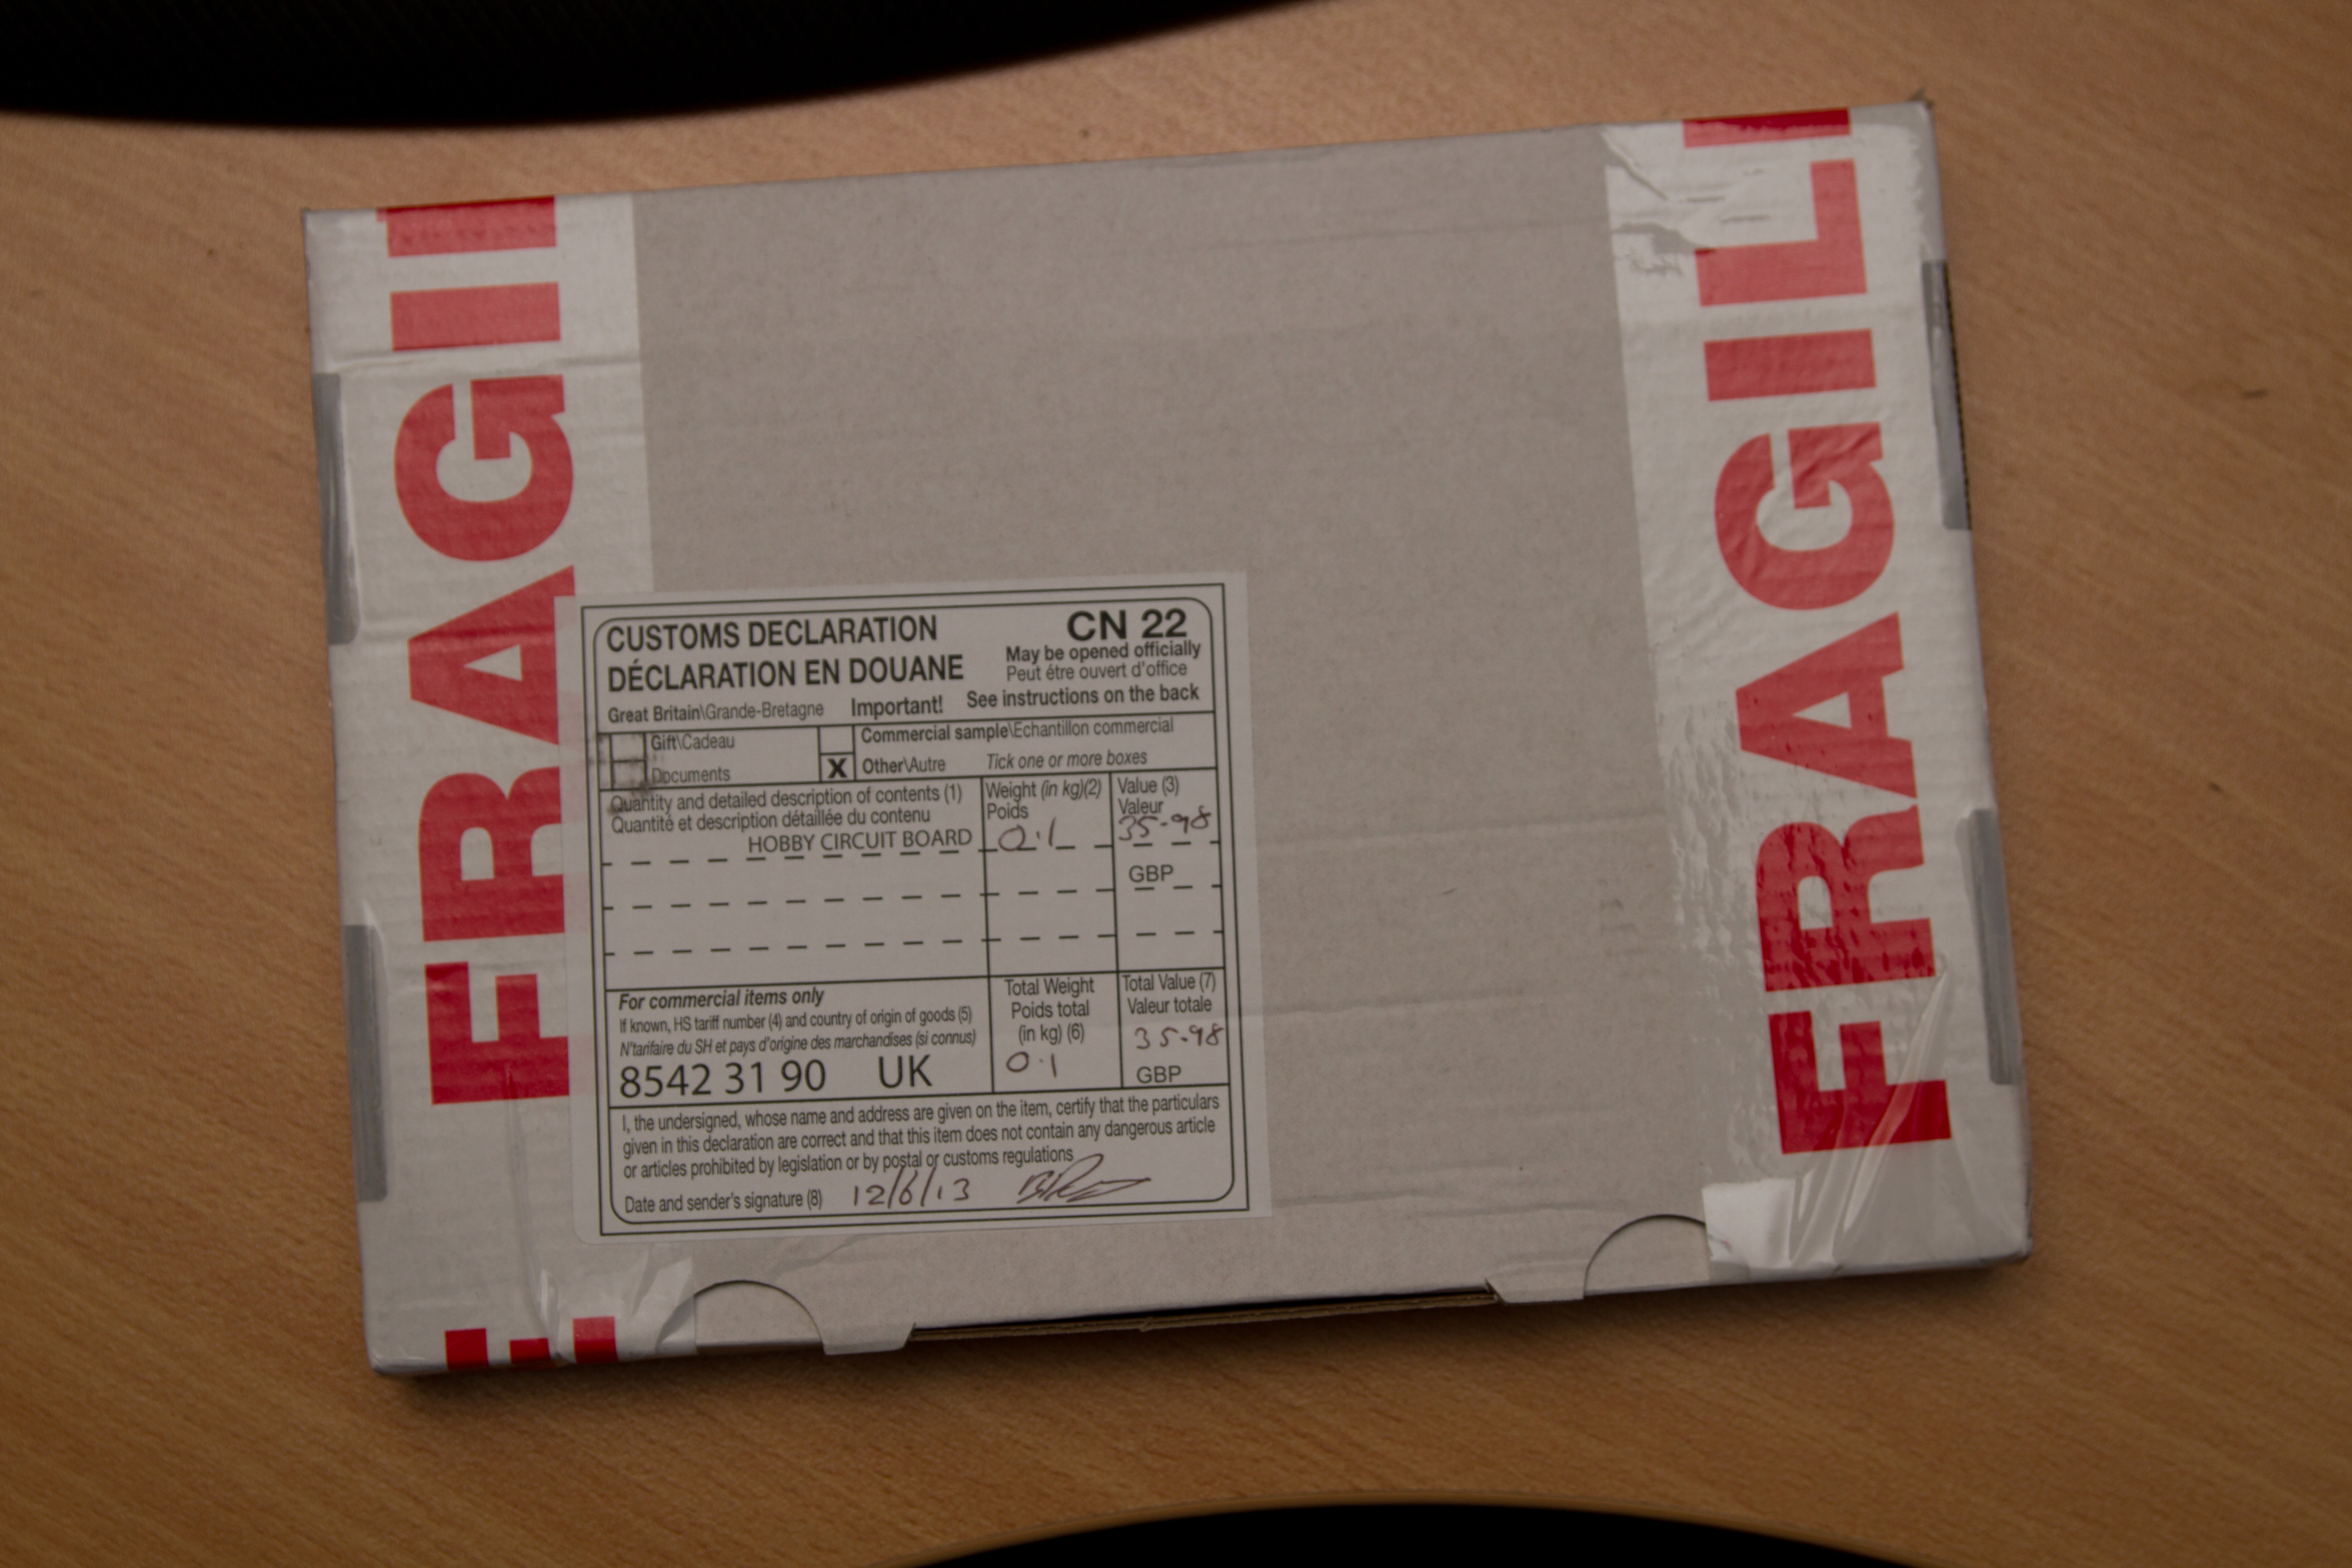 FRAGIL
FRAGIL
CUSTOMS DECLARATION
DÉCLARATION EN DOUANE
CN 22
May be opened officially
Peut étre ouvert d'office
Great Britain\Grande-Bretagne Important! See instructions on the back
Gift\Cadeau
Commercial sample\Echantillon commercial
Documents
X Other\Autre Tick one or more boxes
Quantity and detailed description of contents (1)
Quantité et description détaillée du contenu
Weight (in kg)(2)
Poids
Value (3)
Valeur
HOBBY CIRCUIT BOARD
0.1
35-98
GBP
For commercial items only
If known, HS tariff number (4) and country of origin of goods (5)
N'tarifaire du SH et pays d'origine des marchandises (si connus)
8542 31 90 UK
Total Weight
Poids total
(in kg) (6)
0.1
Total Value (7)
Valeur totale
35-98
GBP
I, the undersigned, whose name and address are given on the item, certify that the particulars
given in this declaration are correct and that this item does not contain any dangerous article
or articles prohibited by legislation or by postal or customs regulations
Date and sender's signature (8) 12/6/13